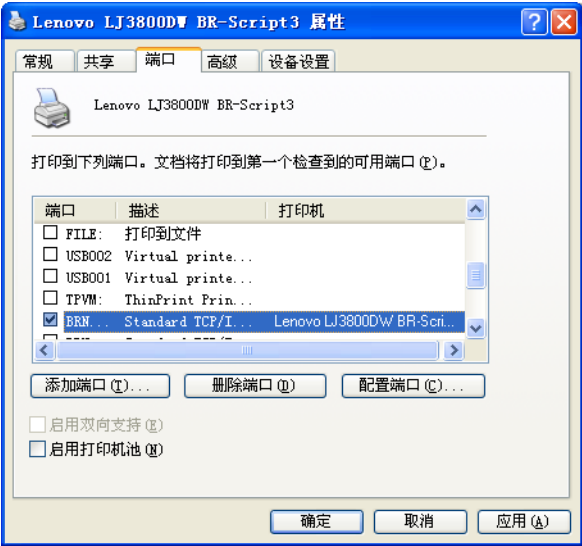 Lenovo LJ3800DW BR-Script3 属性
常规 共享 端口 高级 设备设置
Lenovo LJ3800DW BR-Script3
打印到下列端口。文档将打印到第一个检查到的可用端口(P)。
端口 描述 打印机
FILE: 打印到文件
USB002 Virtual printe...
USB001 Virtual printe...
TPVM: ThinPrint Prin...
BRN... Standard TCP/I... Lenovo LJ3800DW BR-Scri...
添加端口(T)... 删除端口(D) 配置端口(C)...
启用双向支持(E)
启用打印机池(N)
确定 取消 应用(A)